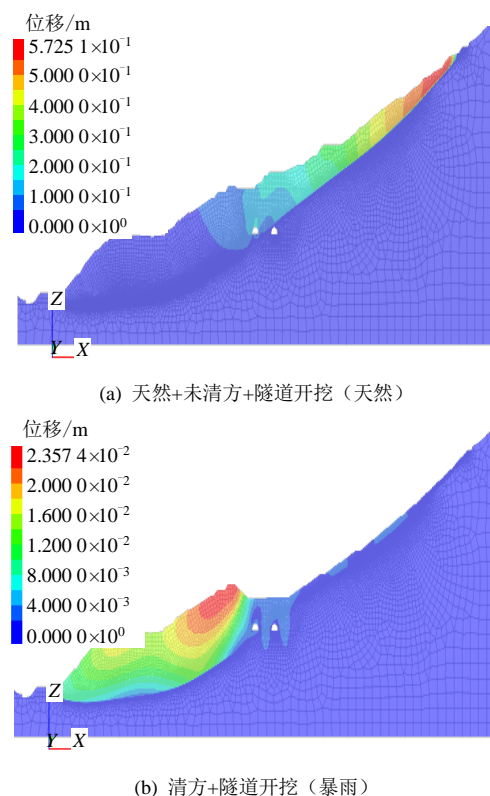 位移/m
5.725 1×10⁻¹
5.000 0×10⁻¹
4.000 0×10⁻¹
3.000 0×10⁻¹
2.000 0×10⁻¹
1.000 0×10⁻¹
0.000 0×10⁰
Z
Y X
(a) 天然+未清方+隧道开挖（天然）
位移/m
2.357 4×10⁻²
2.000 0×10⁻²
1.600 0×10⁻²
1.200 0×10⁻²
8.000 0×10⁻³
4.000 0×10⁻³
0.000 0×10⁰
Z
Y X
(b) 清方+隧道开挖（暴雨）